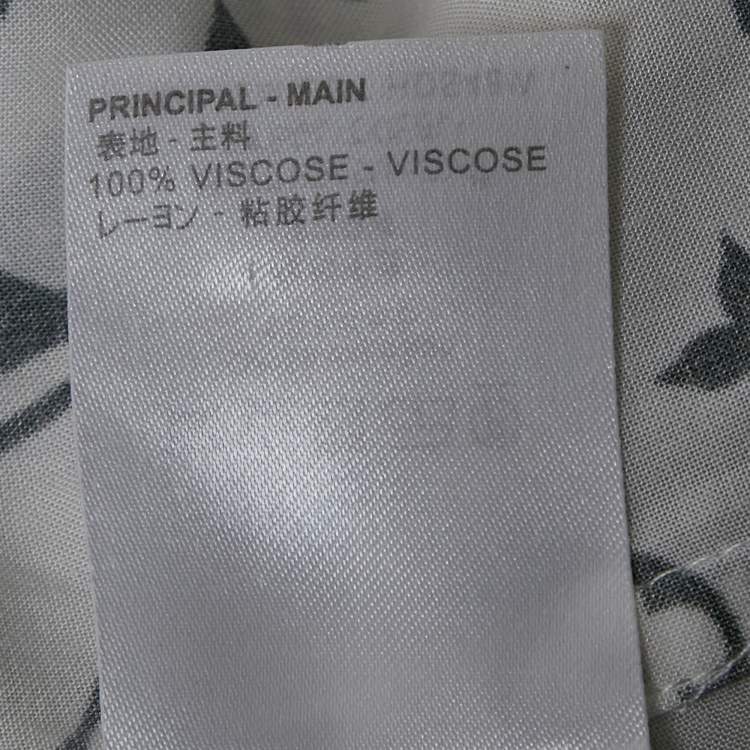 PRINCIPAL - MAIN
表地 - 主料
100% VISCOSE - VISCOSE
レーヨン - 粘胶纤维